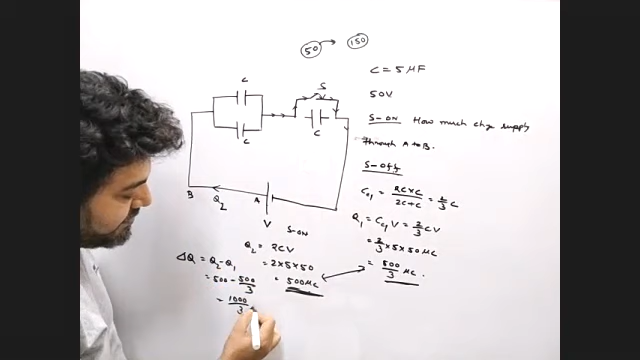 50 → 150
C = 5 μF
50V
S-ON How much chg supply
through A to B.
S-off
C
S
C
C
B
Q2
A
V
Ceq = 2C×C/2C+C = 2/3 C
Q1 = Ceq V = 2/3 CV
= 2/3 × 5 × 50 μC
= 500/3 μC.
S-ON
Q2 = 2CV
= 2×5×50
= 500μC
ΔQ = Q2 - Q1
= 500 - 500/3
= 1000/3